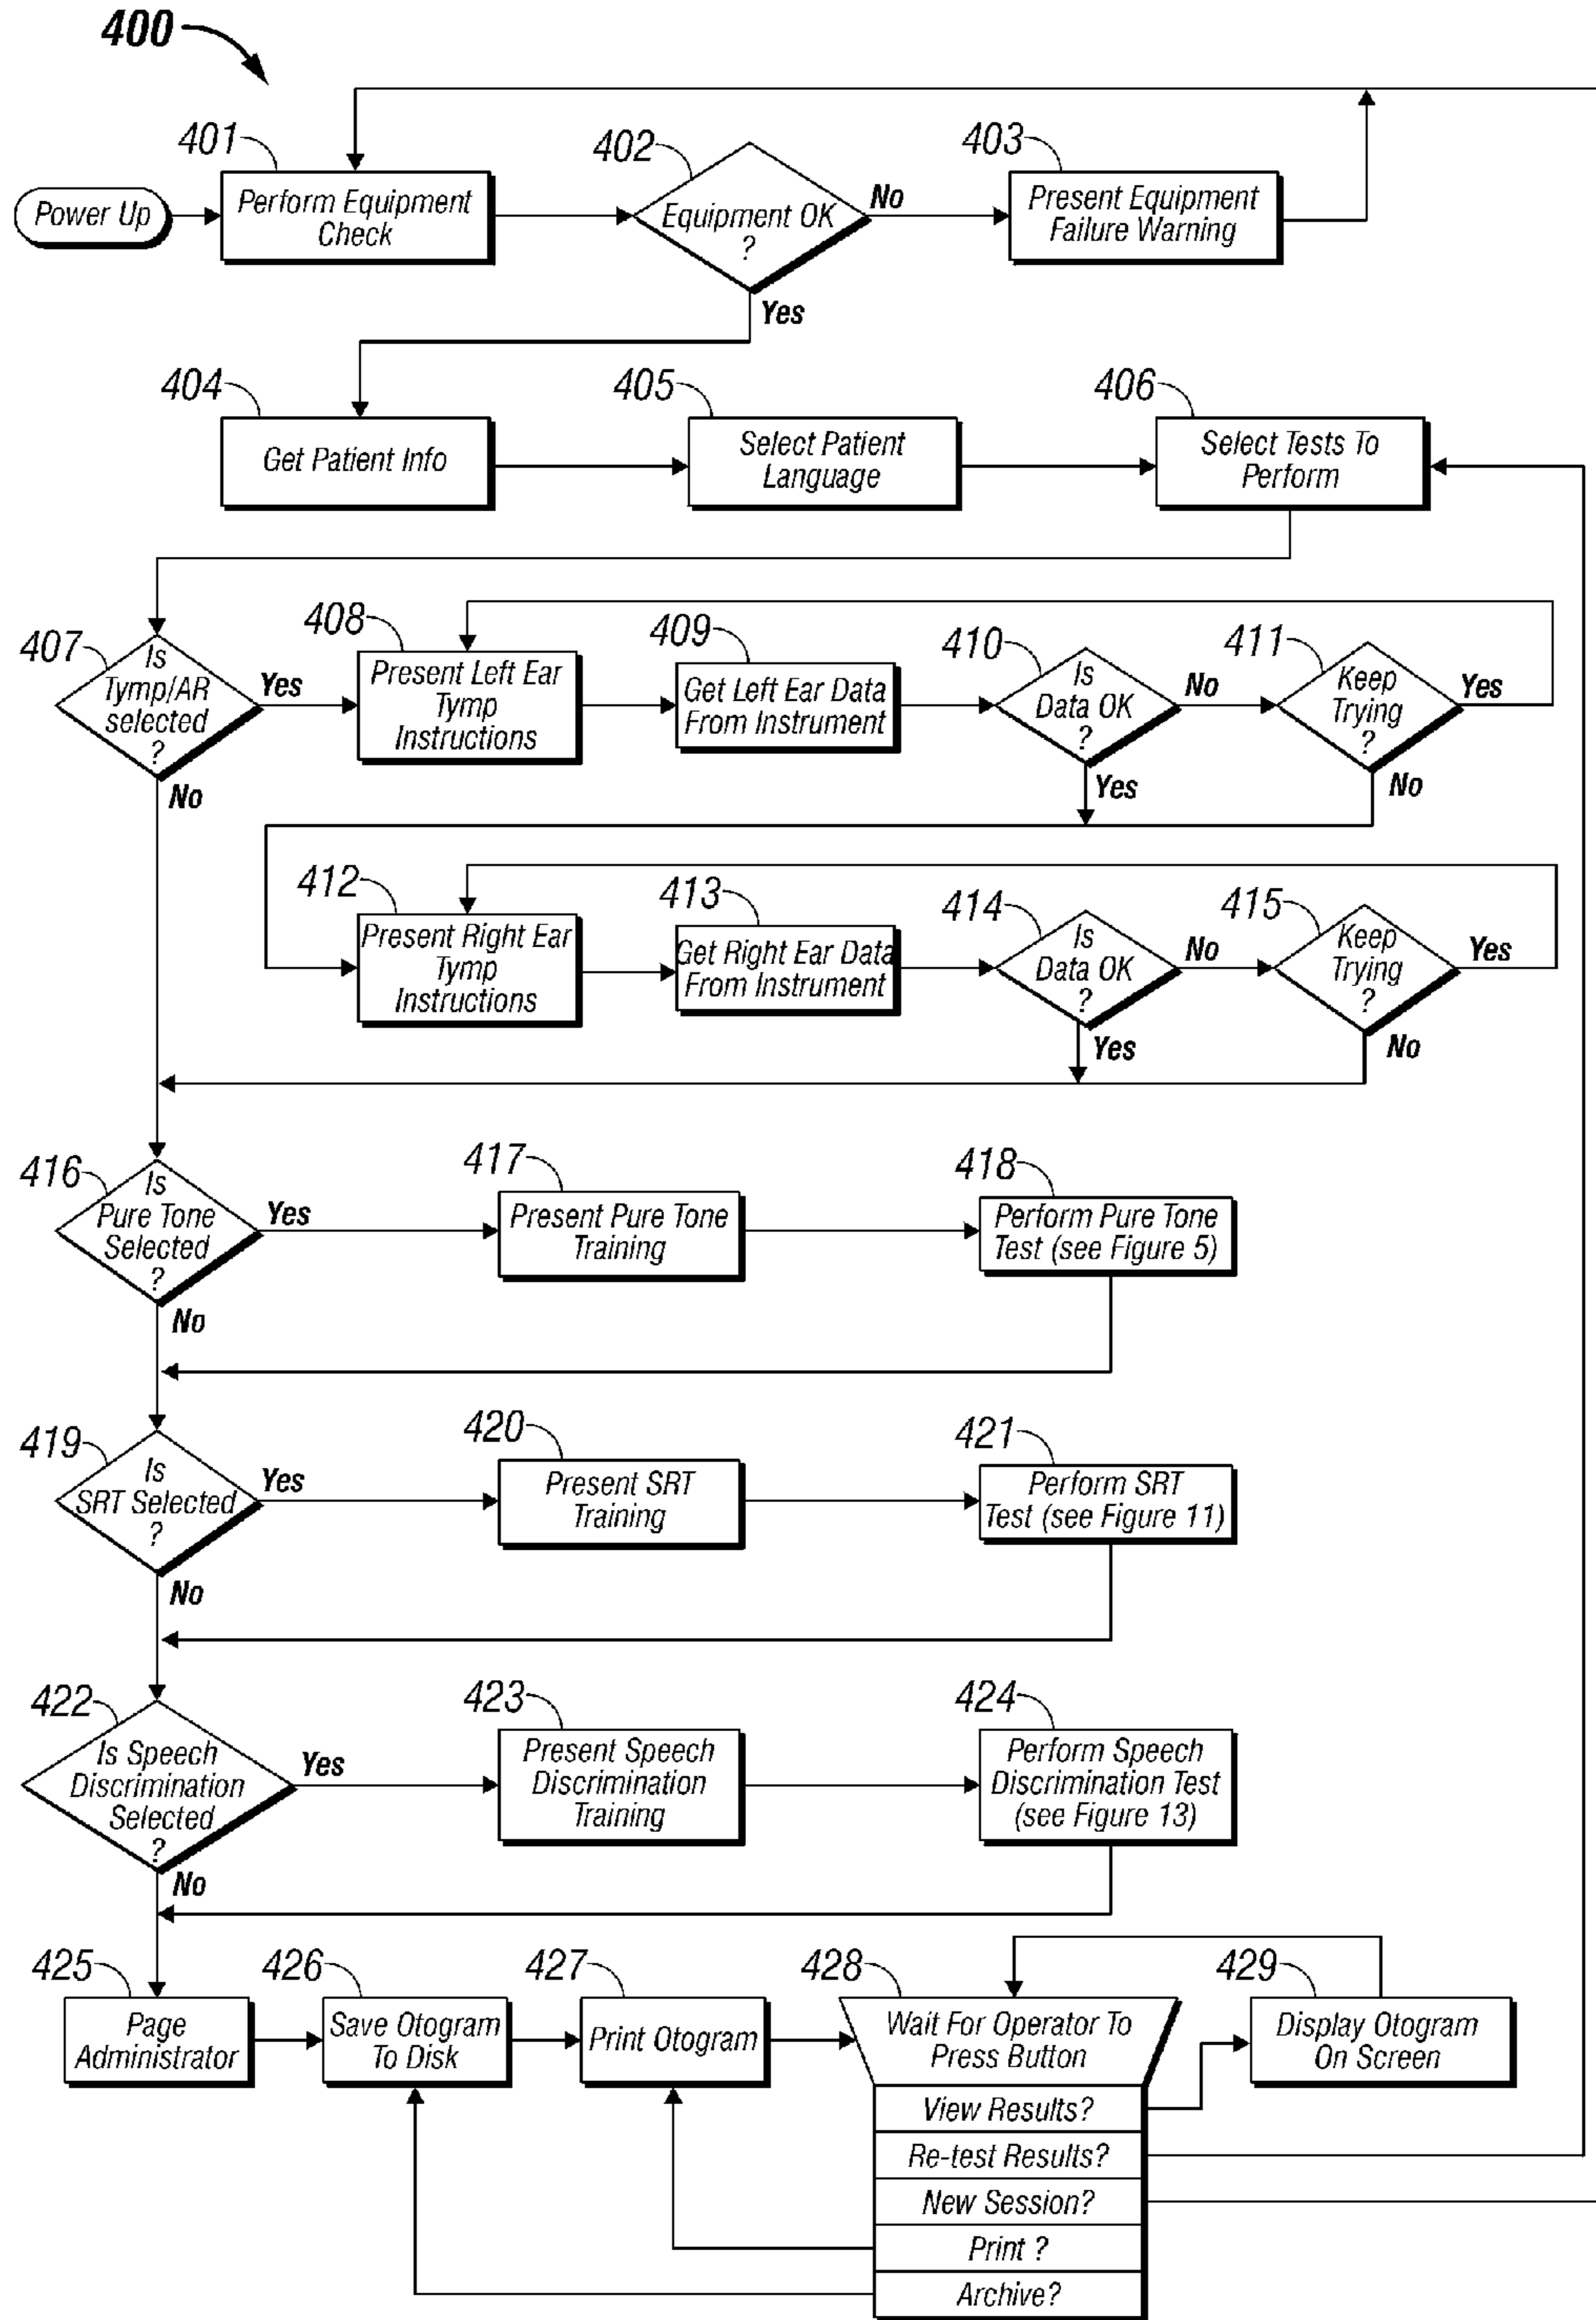 400
401
402
403
Power Up
Perform Equipment
Check
Equipment OK
?
No
Present Equipment
Failure Warning
Yes
404
405
406
Get Patient Info
Select Patient
Language
Select Tests To
Perform
407
408
409
410
411
Is
Tymp/AR
selected
?
Yes
No
Present Left Ear
Tymp
Instructions
Get Left Ear Data
From Instrument
Is
Data OK
?
No
Yes
Keep
Trying
?
Yes
No
412
413
414
415
Present Right Ear
Tymp
Instructions
Get Right Ear Data
From Instrument
Is
Data OK
?
No
Yes
Keep
Trying
?
Yes
No
416
417
418
Is
Pure Tone
Selected
?
Yes
No
Present Pure Tone
Training
Perform Pure Tone
Test (see Figure 5)
419
420
421
Is
SRT Selected
?
Yes
No
Present SRT
Training
Perform SRT
Test (see Figure 11)
422
423
424
Is Speech
Discrimination
Selected
?
Yes
No
Present Speech
Discrimination
Training
Perform Speech
Discrimination Test
(see Figure 13)
425
426
427
428
429
Page
Administrator
Save Otogram
To Disk
Print Otogram
Wait For Operator To
Press Button
Display Otogram
On Screen
View Results?
Re-test Results?
New Session?
Print ?
Archive?